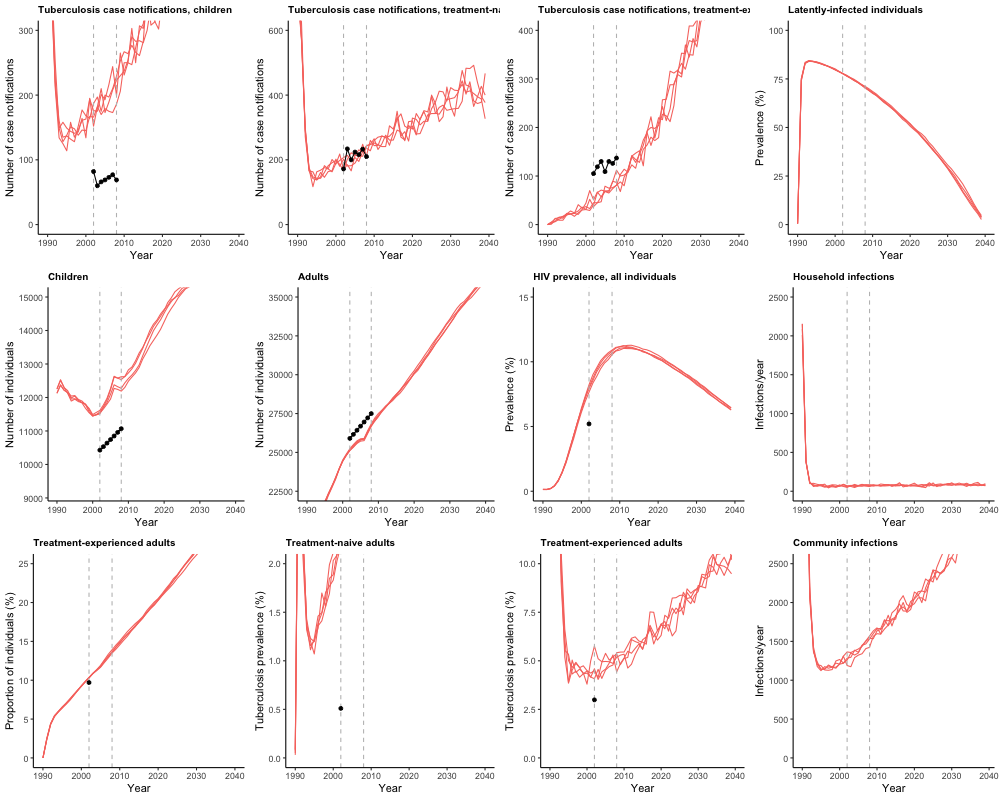 Tuberculosis case notifications, children
Number of case notifications
300
200
100
0
1990 2000 2010 2020 2030 2040
Year
Tuberculosis case notifications, treatment-na
Number of case notifications
600
400
200
0
1990 2000 2010 2020 2030 2040
Year
Tuberculosis case notifications, treatment-ex
Number of case notifications
400
300
200
100
0
1990 2000 2010 2020 2030 2040
Year
Latently-infected individuals
Prevalence (%)
100
75
50
25
0
1990 2000 2010 2020 2030 2040
Year
Children
Number of individuals
15000
14000
13000
12000
11000
10000
9000
1990 2000 2010 2020 2030 2040
Year
Adults
Number of individuals
35000
32500
30000
27500
25000
22500
1990 2000 2010 2020 2030 2040
Year
HIV prevalence, all individuals
Prevalence (%)
15
10
5
0
1990 2000 2010 2020 2030 2040
Year
Household infections
Infections/year
2500
2000
1500
1000
500
0
1990 2000 2010 2020 2030 2040
Year
Treatment-experienced adults
Proportion of individuals (%)
25
20
15
10
5
0
1990 2000 2010 2020 2030 2040
Year
Treatment-naive adults
Tuberculosis prevalence (%)
2.0
1.5
1.0
0.5
0.0
1990 2000 2010 2020 2030 2040
Year
Treatment-experienced adults
Tuberculosis prevalence (%)
10.0
7.5
5.0
2.5
0.0
1990 2000 2010 2020 2030 2040
Year
Community infections
Infections/year
2500
2000
1500
1000
500
0
1990 2000 2010 2020 2030 2040
Year